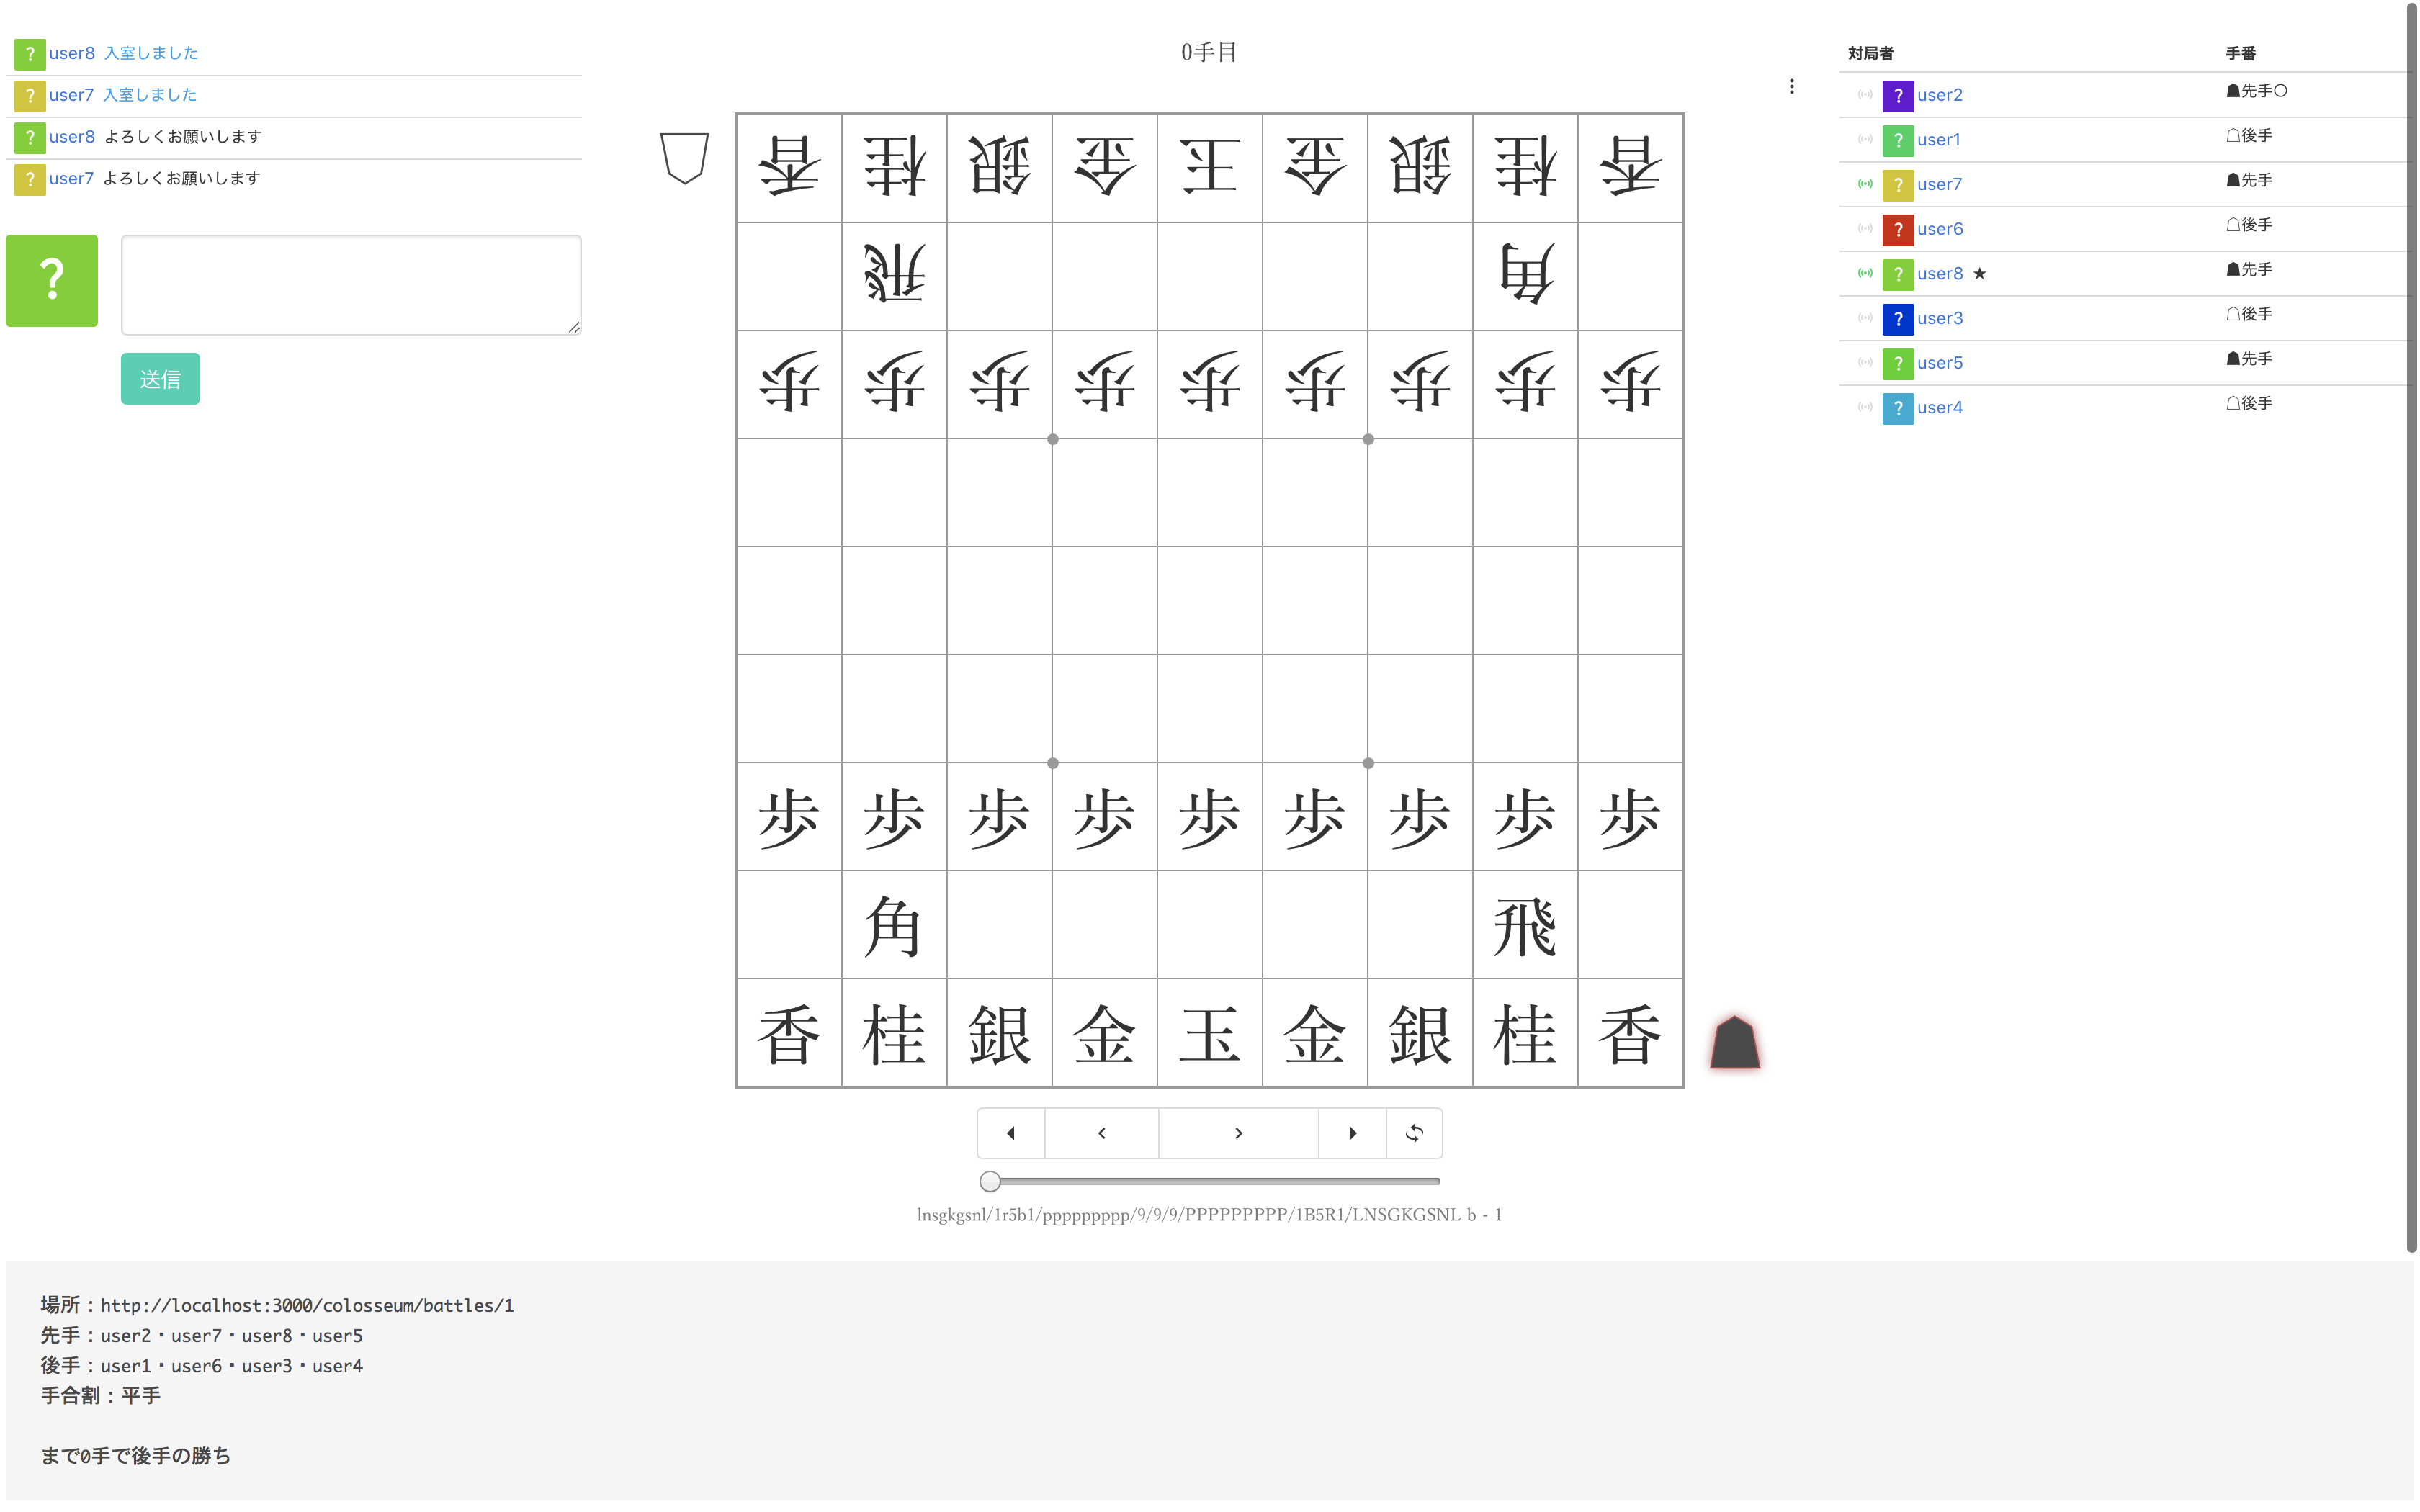 ? user8 入室しました
? user7 入室しました
? user8 よろしくお願いします
? user7 よろしくお願いします
?
送信
0手目
香桂銀金玉金銀桂香
飛角
歩歩歩歩歩歩歩歩歩
歩歩歩歩歩歩歩歩歩
角飛
香桂銀金玉金銀桂香
lnsgkgsnl/1r5b1/ppppppppp/9/9/9/PPPPPPPPP/1B5R1/LNSGKGSNL b - 1
対局者 手番
? user2 ☗先手○
? user1 ☖後手
? user7 ☗先手
? user6 ☖後手
? user8 ★ ☗先手
? user3 ☖後手
? user5 ☗先手
? user4 ☖後手
場所：http://localhost:3000/colosseum/battles/1
先手：user2・user7・user8・user5
後手：user1・user6・user3・user4
手合割：平手
まで0手で後手の勝ち